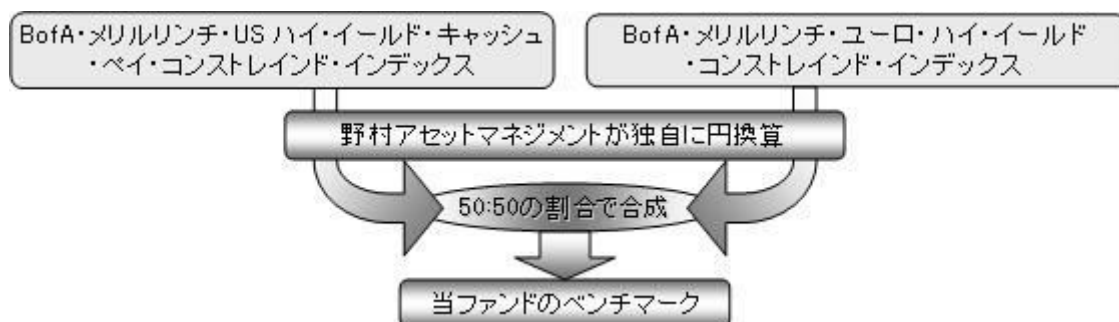 BofA・メリルリンチ・US ハイ・イールド・キャッシュ
・ペイ・コンストレインド・インデックス
BofA・メリルリンチ・ユーロ・ハイ・イールド
・コンストレインド・インデックス
野村アセットマネジメントが独自に円換算
50:50の割合で合成
当ファンドのベンチマーク